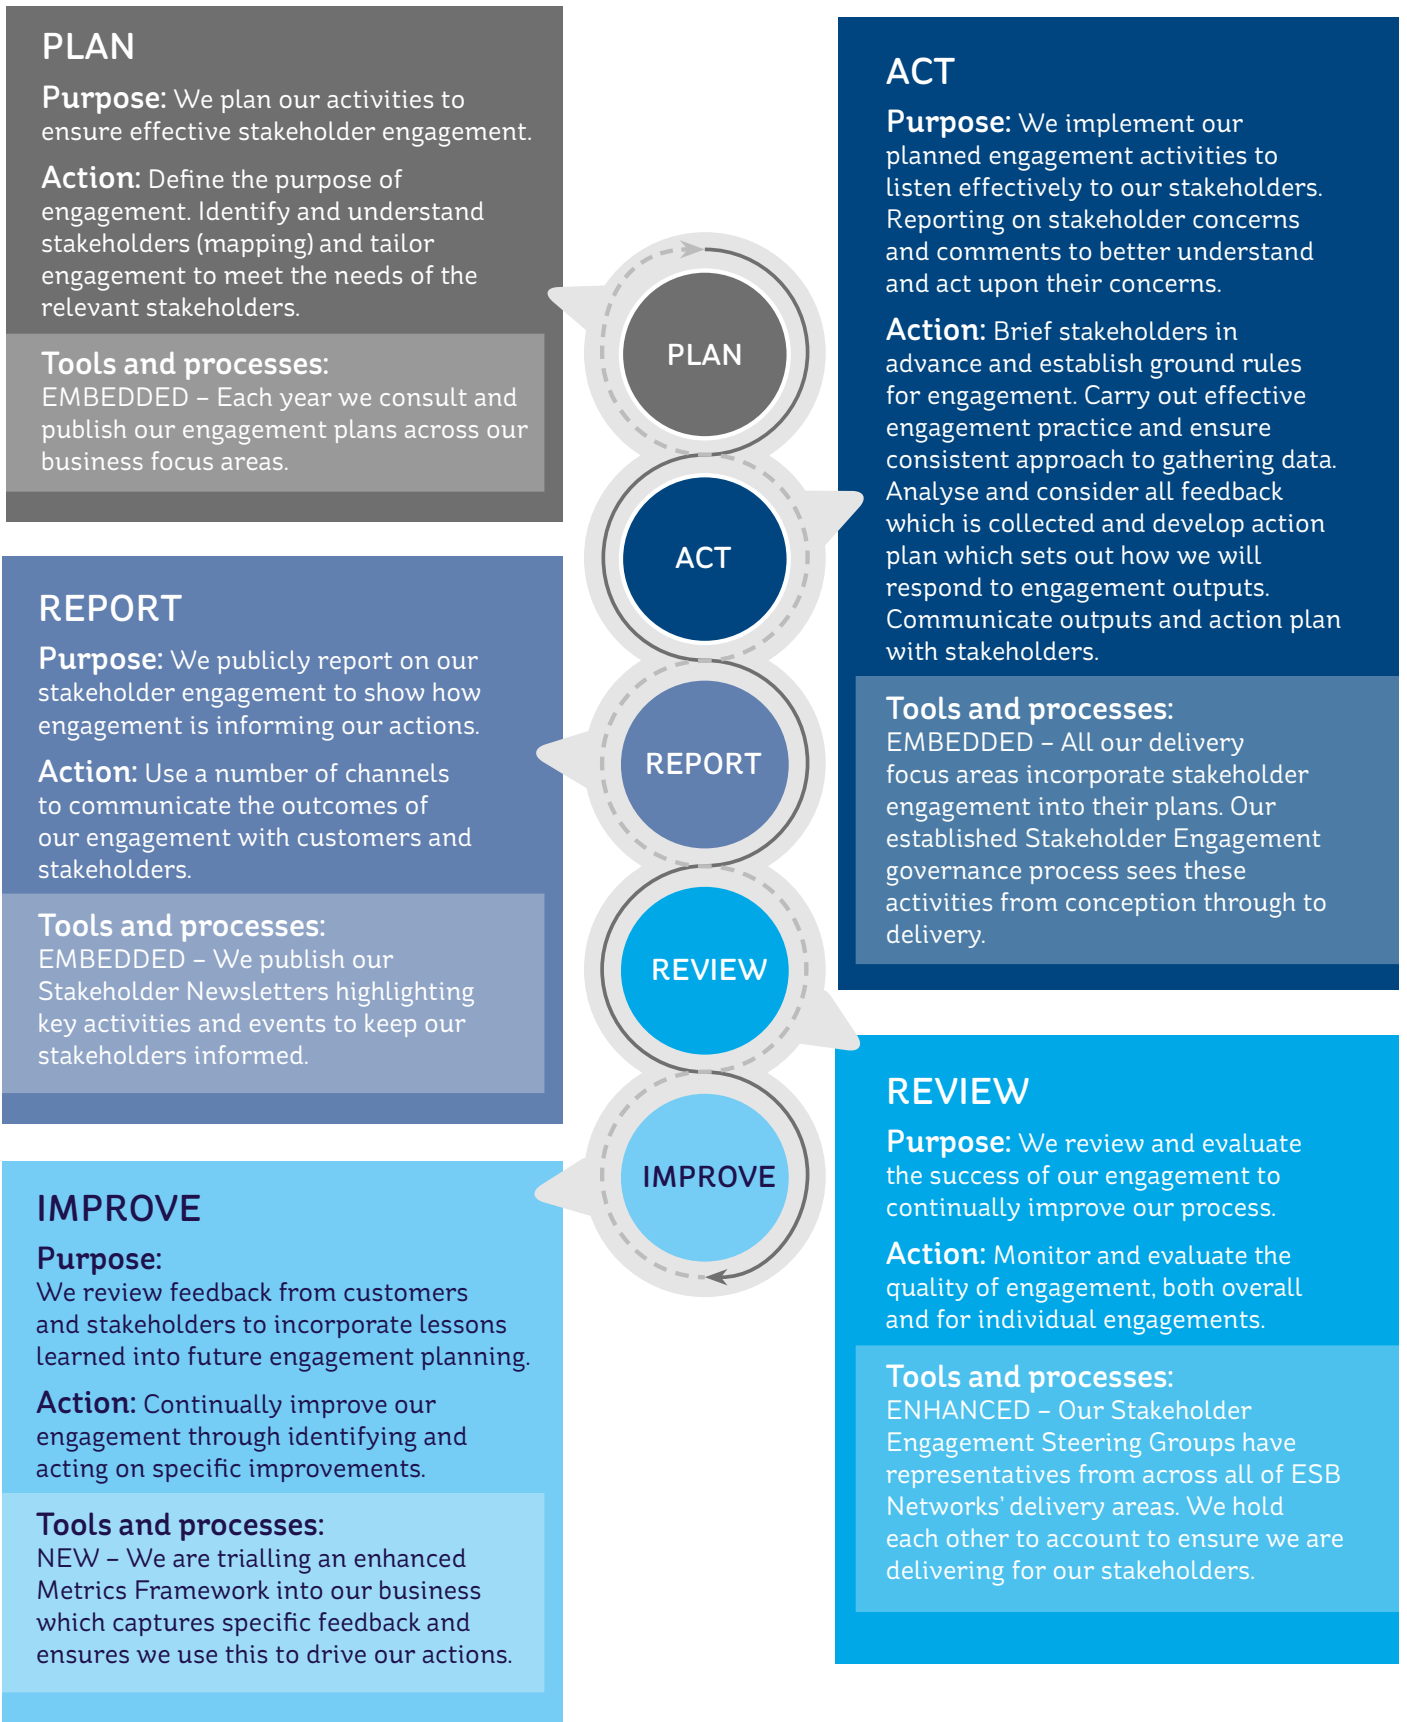 PLAN
Purpose: We plan our activities to
ensure effective stakeholder engagement.
Action: Define the purpose of
engagement. Identify and understand
stakeholders (mapping) and tailor
engagement to meet the needs of the
relevant stakeholders.
Tools and processes:
EMBEDDED – Each year we consult and
publish our engagement plans across our
business focus areas.
ACT
Purpose: We implement our
planned engagement activities to
listen effectively to our stakeholders.
Reporting on stakeholder concerns
and comments to better understand
and act upon their concerns.
Action: Brief stakeholders in
advance and establish ground rules
for engagement. Carry out effective
engagement practice and ensure
consistent approach to gathering data.
Analyse and consider all feedback
which is collected and develop action
plan which sets out how we will
respond to engagement outputs.
Communicate outputs and action plan
with stakeholders.
Tools and processes:
EMBEDDED – All our delivery
focus areas incorporate stakeholder
engagement into their plans. Our
established Stakeholder Engagement
governance process sees these
activities from conception through to
delivery.
PLAN
ACT
REPORT
REVIEW
IMPROVE
REPORT
Purpose: We publicly report on our
stakeholder engagement to show how
engagement is informing our actions.
Action: Use a number of channels
to communicate the outcomes of
our engagement with customers and
stakeholders.
Tools and processes:
EMBEDDED – We publish our
Stakeholder Newsletters highlighting
key activities and events to keep our
stakeholders informed.
REVIEW
Purpose: We review and evaluate
the success of our engagement to
continually improve our process.
Action: Monitor and evaluate the
quality of engagement, both overall
and for individual engagements.
Tools and processes:
ENHANCED – Our Stakeholder
Engagement Steering Groups have
representatives from across all of ESB
Networks' delivery areas. We hold
each other to account to ensure we are
delivering for our stakeholders.
IMPROVE
Purpose:
We review feedback from customers
and stakeholders to incorporate lessons
learned into future engagement planning.
Action: Continually improve our
engagement through identifying and
acting on specific improvements.
Tools and processes:
NEW – We are trialling an enhanced
Metrics Framework into our business
which captures specific feedback and
ensures we use this to drive our actions.